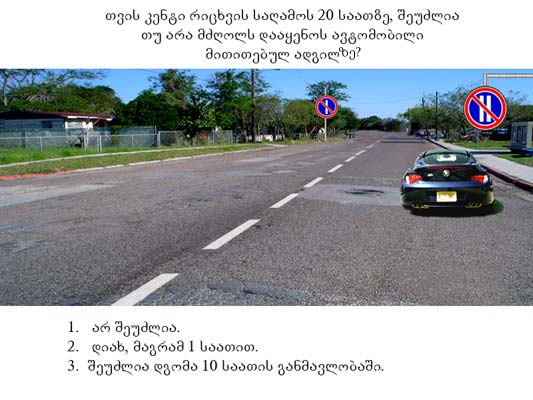 თვის კენტი რიცხვის საღამოს 20 საათზე, შეუძლია
თუ არა მძღოლს დააყენოს ავტომობილი
მითითებულ ადგილზე?
1. არ შეუძლია.
2. დიახ, მაგრამ 1 საათით.
3. შეუძლია დგომა 10 საათის განმავლობაში.